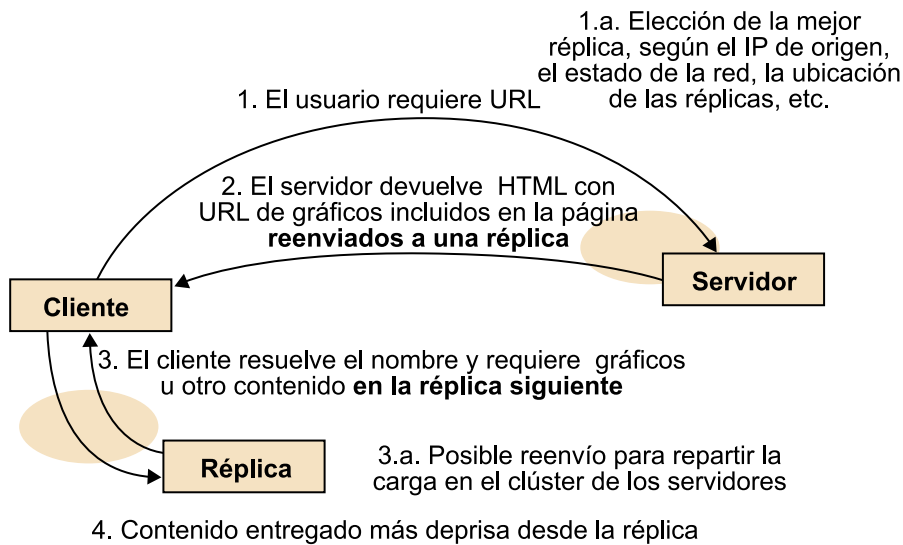 1.a. Elección de la mejor
réplica, según el IP de origen,
el estado de la red, la ubicación
de las réplicas, etc.
1. El usuario requiere URL
2. El servidor devuelve HTML con
URL de gráficos incluidos en la página
reenviados a una réplica
Servidor
Cliente
3. El cliente resuelve el nombre y requiere gráficos
u otro contenido en la réplica siguiente
Réplica
3.a. Posible reenvío para repartir la
carga en el clúster de los servidores
4. Contenido entregado más deprisa desde la réplica